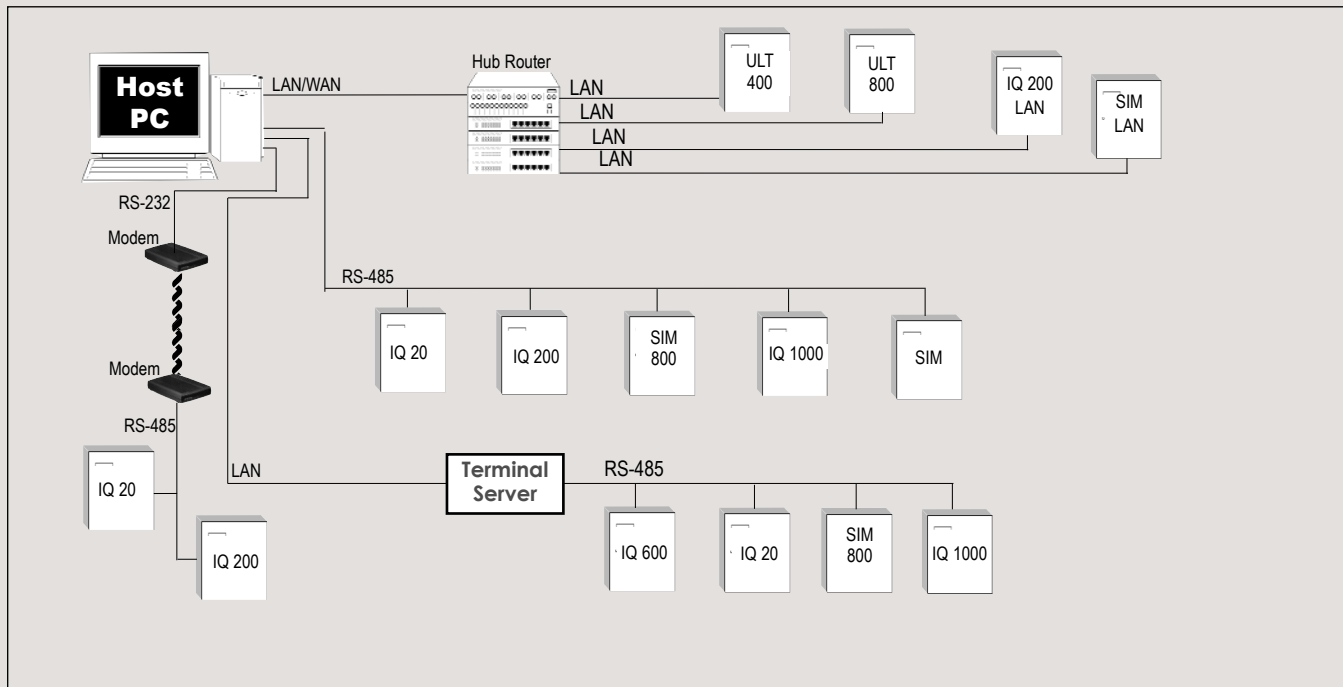 Host
PC
LAN/WAN
Hub Router
LAN
LAN
LAN
LAN
ULT
400
ULT
800
IQ 200
LAN
SIM
LAN
RS-232
Modem
Modem
RS-485
IQ 20
IQ 200
RS-485
IQ 20
IQ 200
SIM
800
IQ 1000
SIM
LAN
Terminal
Server
RS-485
IQ 600
IQ 20
SIM
800
IQ 1000